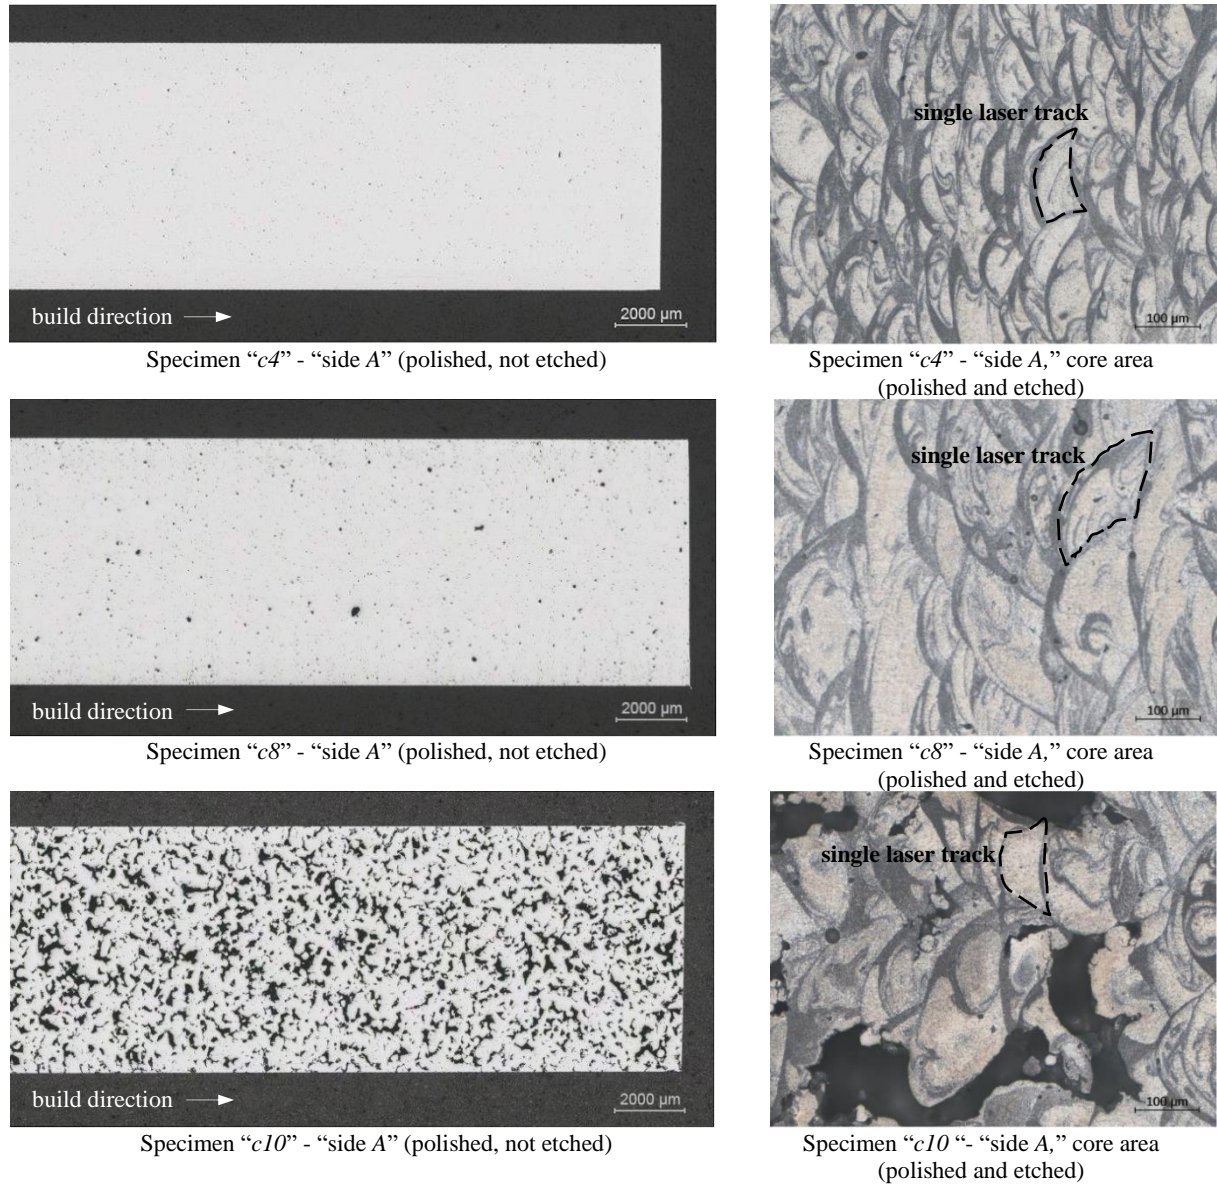 build direction
2000 µm
Specimen “c4” - “side A” (polished, not etched)
single laser track
100 µm
Specimen “c4” - “side A,” core area
(polished and etched)
build direction
2000 µm
Specimen “c8” - “side A” (polished, not etched)
single laser track
100 µm
Specimen “c8” - “side A,” core area
(polished and etched)
build direction
2000 µm
Specimen “c10” - “side A” (polished, not etched)
single laser track
100 µm
Specimen “c10 “- “side A,” core area
(polished and etched)